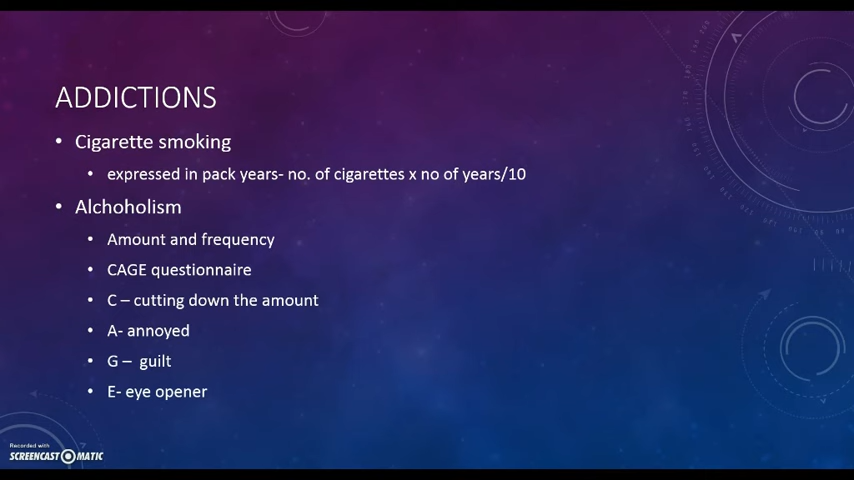 ADDICTIONS
• Cigarette smoking
• expressed in pack years- no. of cigarettes x no of years/10
• Alchoholism
• Amount and frequency
• CAGE questionnaire
• C – cutting down the amount
• A- annoyed
• G – guilt
• E- eye opener
Recorded with
SCREENCAST-O-MATIC